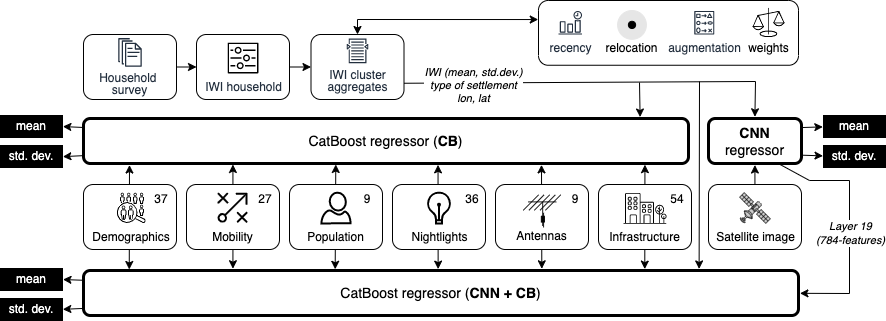 recency
relocation
augmentation
weights
Household
survey
IWI household
IWI cluster
aggregates
IWI (mean, std.dev.)
type of settlement
lon, lat
mean
std. dev.
CatBoost regressor (CB)
CNN
regressor
mean
std. dev.
37
Demographics
27
Mobility
9
Population
36
Nightlights
9
Antennas
54
Infrastructure
Satellite image
Layer 19
(784-features)
mean
std. dev.
CatBoost regressor (CNN + CB)